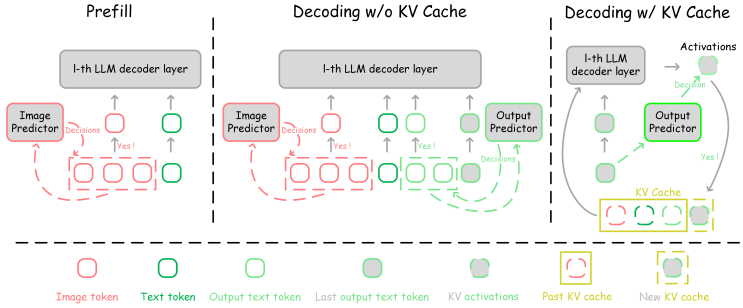 Prefill
Decoding w/o KV Cache
Decoding w/ KV Cache
l-th LLM decoder layer
l-th LLM decoder layer
l-th LLM
decoder layer
Activations
Decision
Image
Predictor
Decisions
Yes !
Image
Predictor
Decisions
Yes !
Yes !
Output
Predictor
Decisions
Output
Predictor
Yes !
KV Cache
Image token
Text token
Output text token
Last output text token
KV activations
Past KV cache
New KV cache